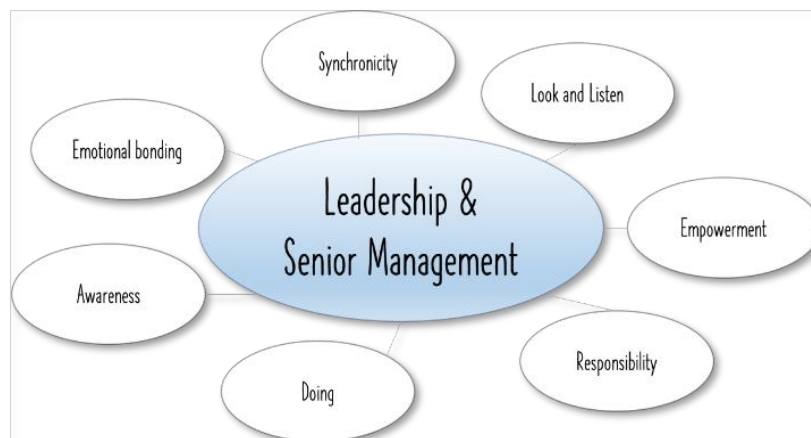 Synchronicity
Look and Listen
Emotional bonding
Leadership &
Senior Management
Empowerment
Awareness
Responsibility
Doing